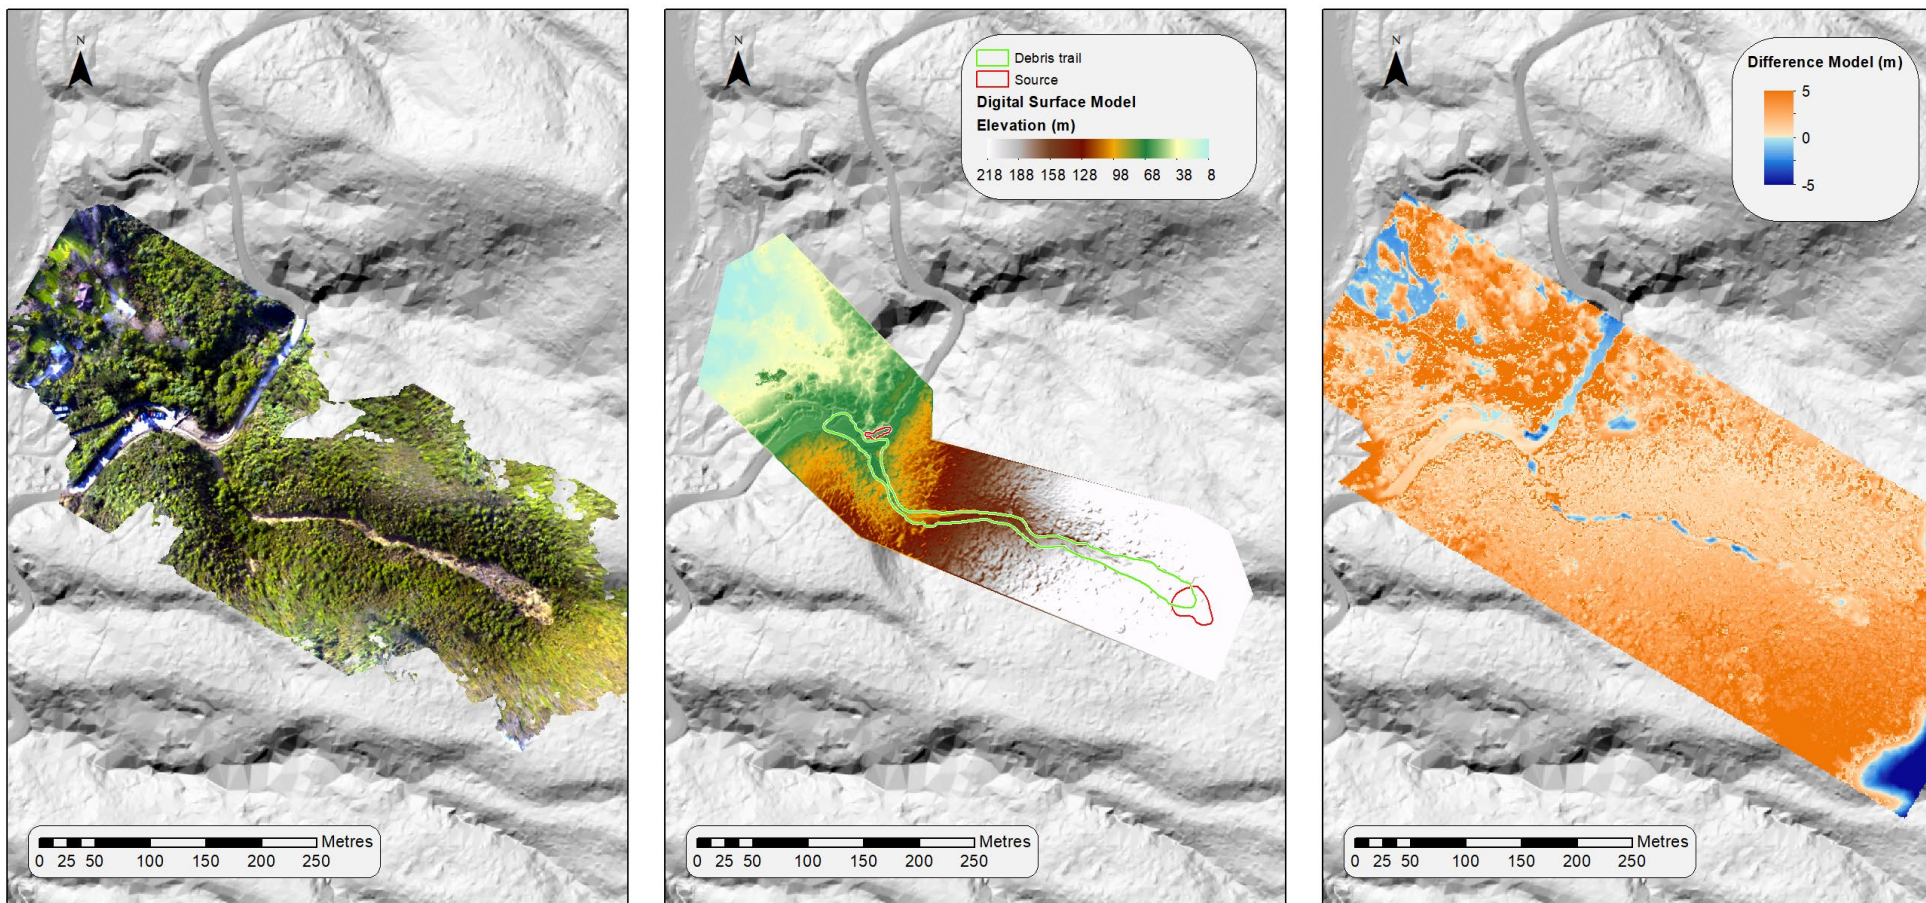 N
Metres
0 25 50 100 150 200 250
N
Debris trail
Source
Digital Surface Model
Elevation (m)
218 188 158 128 98 68 38 8
Metres
0 25 50 100 150 200 250
N
Difference Model (m)
5
0
-5
Metres
0 25 50 100 150 200 250